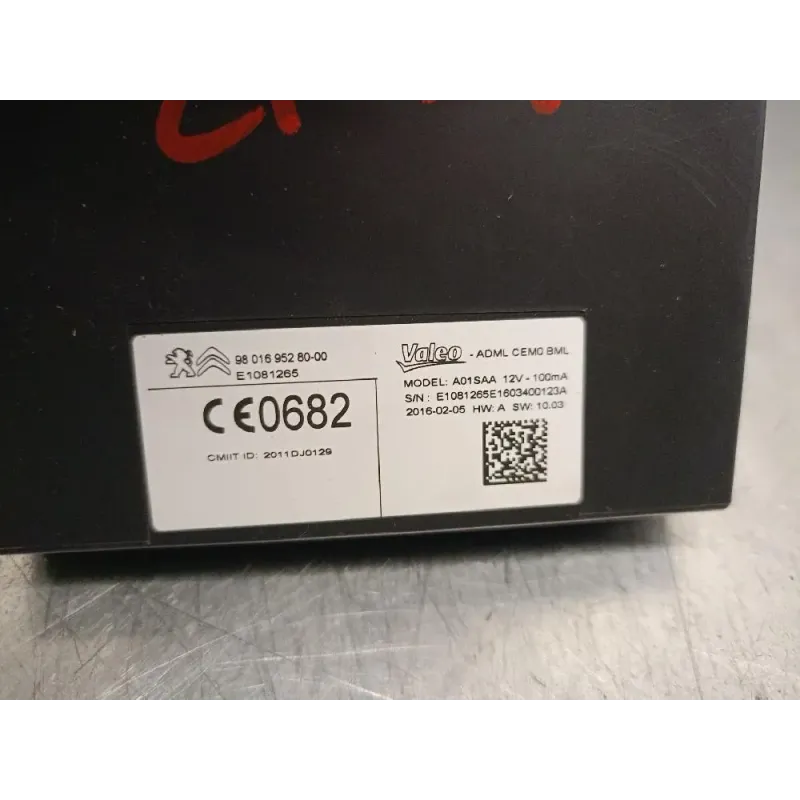 98 016 952 80-00
E1081265
CE0682
CMIIT ID: 2011DJ0129
Valeo - ADML CEM0 BML
MODEL: A01SAA 12V - 100mA
S/N : E1081265E1603400123A
2016-02-05 HW: A SW: 10.03